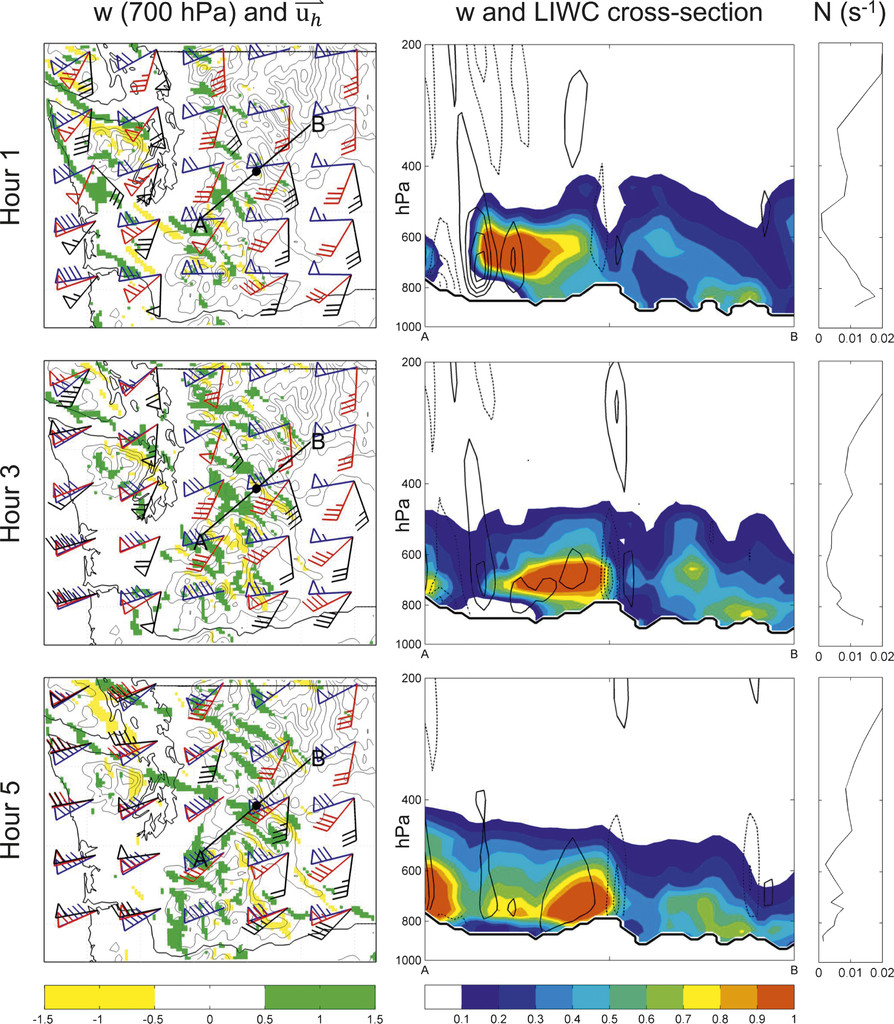 w (700 hPa) and u_h
w and LIWC cross-section
N (s-1)
Hour 1
A
B
hPa
200
400
600
800
1000
A
B
0
0.01
0.02
Hour 3
A
B
hPa
200
400
600
800
1000
A
B
0
0.01
0.02
Hour 5
A
B
hPa
200
400
600
800
1000
A
B
0
0.01
0.02
-1.5 -1 -0.5 0 0.5 1 1.5
0.1 0.2 0.3 0.4 0.5 0.6 0.7 0.8 0.9 1